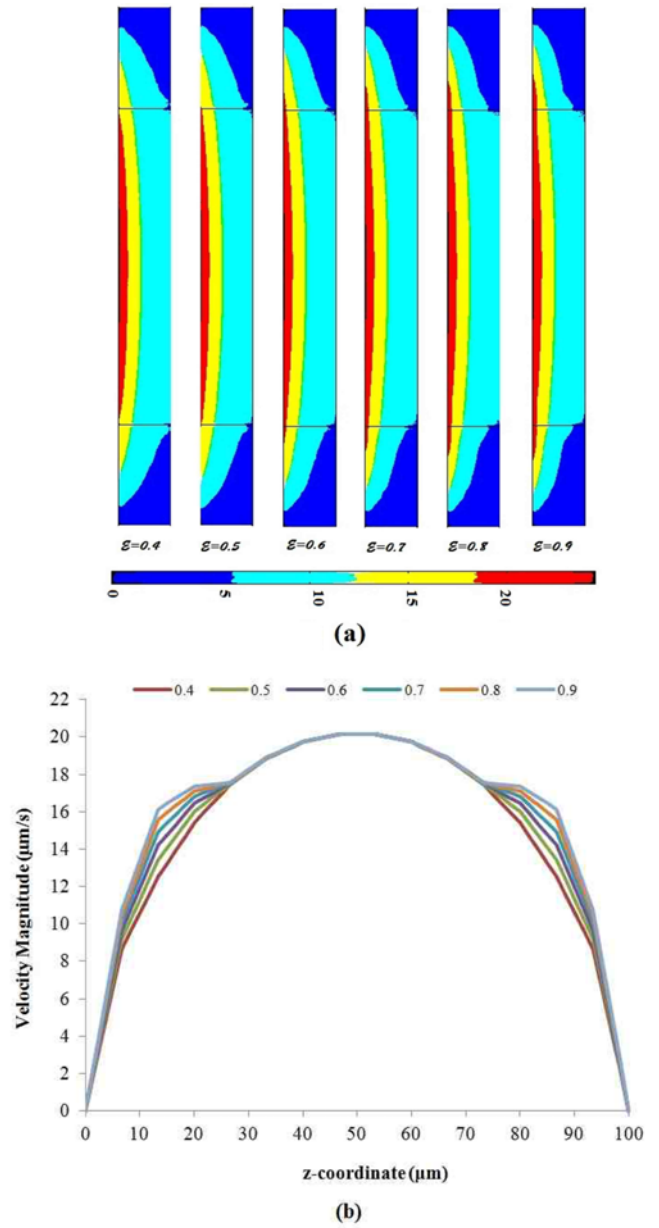 ε=0.4 ε=0.5 ε=0.6 ε=0.7 ε=0.8 ε=0.9
0 5 10 15 20
(a)
0.4 0.5 0.6 0.7 0.8 0.9
22
20
18
16
14
12
10
8
6
4
2
0
Velocity Magnitude (µm/s)
0 10 20 30 40 50 60 70 80 90 100
z-coordinate (µm)
(b)